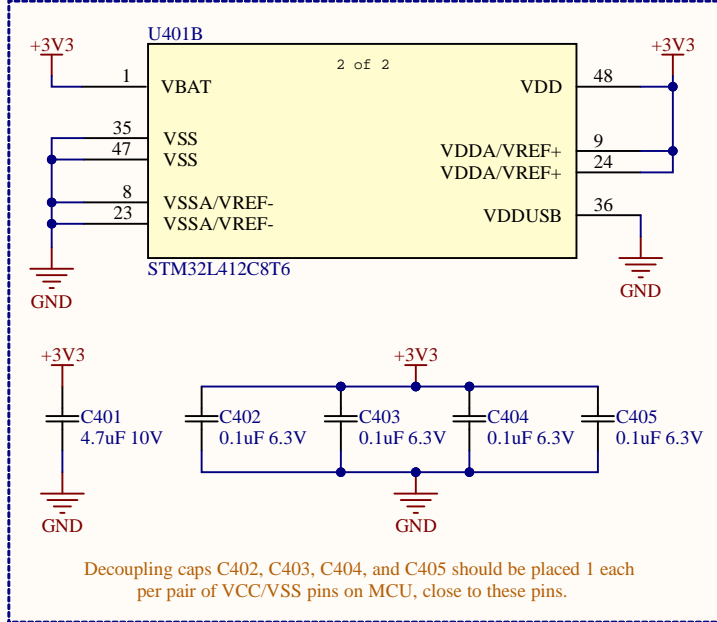 U401B
+3V3
+3V3
2 of 2
1
VBAT
VDD
48
35
VSS
47
VSS
VDDA/VREF+
9
VDDA/VREF+
24
8
VSSA/VREF-
23
VSSA/VREF-
VDDUSB
36
STM32L412C8T6
GND
GND
+3V3
+3V3
C401
4.7uF 10V
C402
0.1uF 6.3V
C403
0.1uF 6.3V
C404
0.1uF 6.3V
C405
0.1uF 6.3V
GND
GND
Decoupling caps C402, C403, C404, and C405 should be placed 1 each
per pair of VCC/VSS pins on MCU, close to these pins.